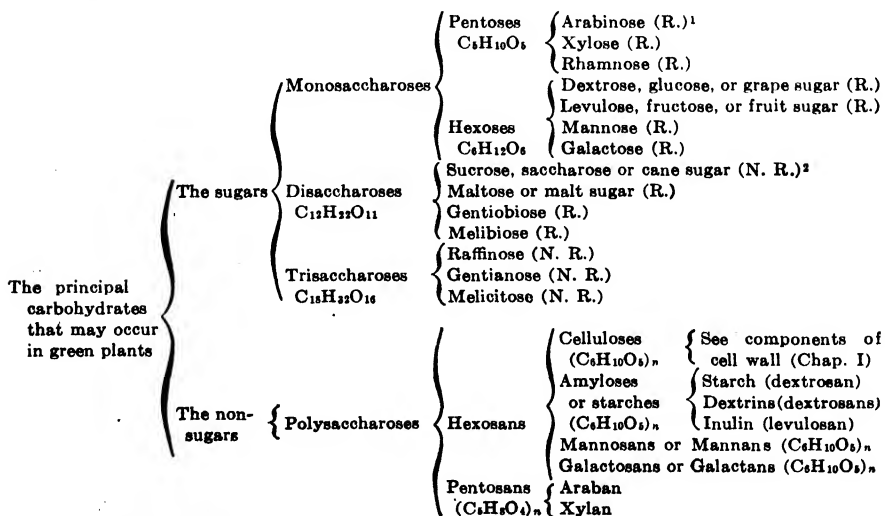 Pentoses
C₅H₁₀O₅
Arabinose (R.)¹
Xylose (R.)
Rhamnose (R.)
Monosaccharoses
Dextrose, glucose, or grape sugar (R.)
Levulose, fructose, or fruit sugar (R.)
Hexoses
C₆H₁₂O₆
Mannose (R.)
Galactose (R.)
The sugars
Disaccharoses
C₁₂H₂₂O₁₁
Sucrose, saccharose or cane sugar (N. R.)²
Maltose or malt sugar (R.)
Gentiobiose (R.)
Melibiose (R.)
Trisaccharoses
C₁₈H₃₂O₁₆
Raffinose (N. R.)
Gentianose (N. R.)
Melicitose (N. R.)
The principal
carbohydrates
that may occur
in green plants
The non-
sugars
Polysaccharoses
Hexosans
Celluloses
(C₆H₁₀O₅)ₙ
See components of
cell wall (Chap. I)
Amyloses
or starches
(C₆H₁₀O₅)ₙ
Starch (dextrosan)
Dextrins(dextrosans)
Inulin (levulosan)
Mannosans or Mannans (C₆H₁₀O₅)ₙ
Galactosans or Galactans (C₆H₁₀O₅)ₙ
Pentosans
(C₅H₈O₄)ₙ
Araban
Xylan